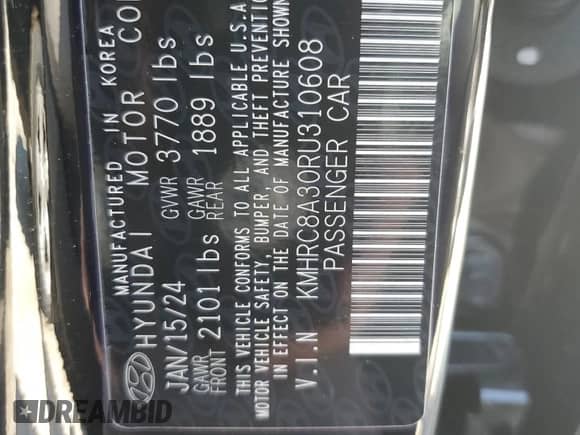 MANUFACTURED IN KOREA
HYUNDAI MOTOR CO
JAN/15/24 GVWR 3770 lbs
GAWR FRONT 2101 lbs GAWR REAR 1889 lbs
THIS VEHICLE CONFORMS TO ALL APPLICABLE U.S.A
MOTOR VEHICLE SAFETY, BUMPER, AND THEFT PREVENTIO
IN EFFECT ON THE DATE OF MANUFACTURE SHOWN
V.I.N KMHRC8A30RU310608
PASSENGER CAR
DREAMBID